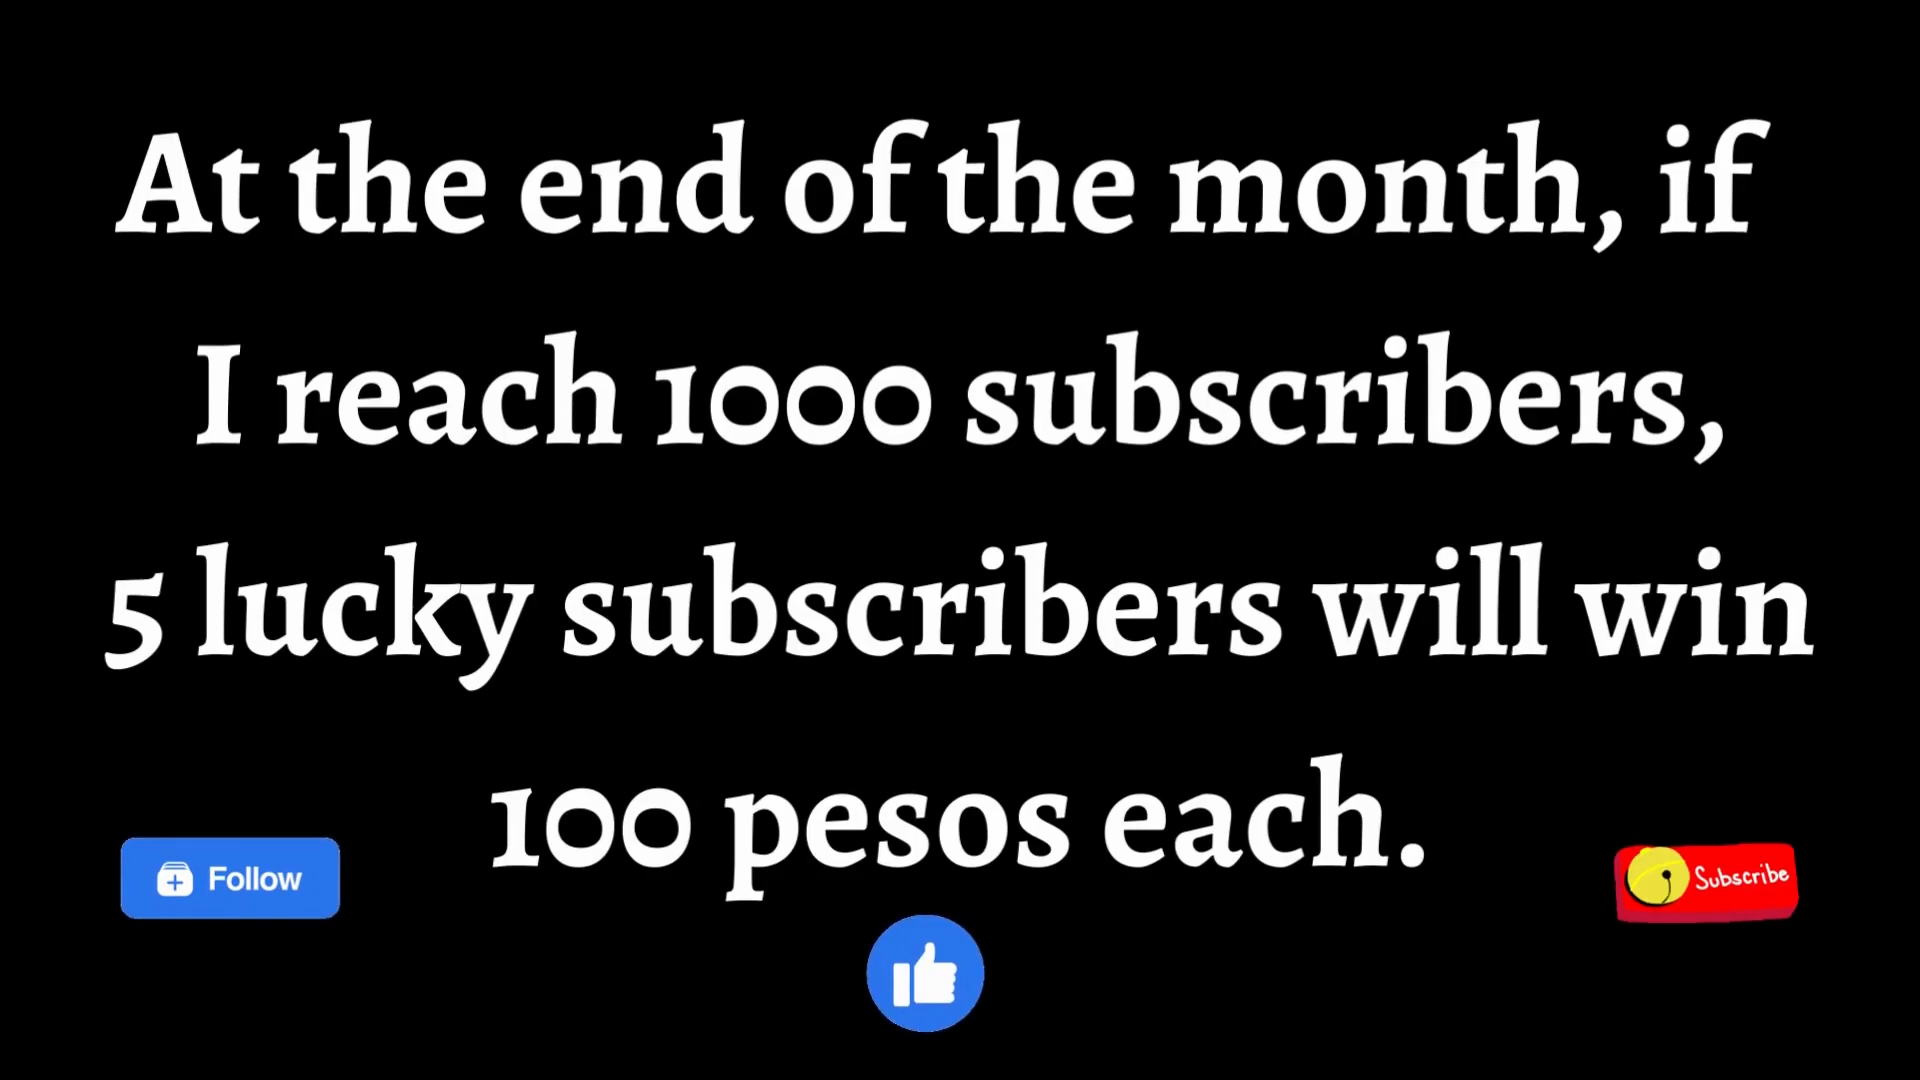 At the end of the month, if
I reach 1000 subscribers,
5 lucky subscribers will win
100 pesos each.
Follow
Subscribe